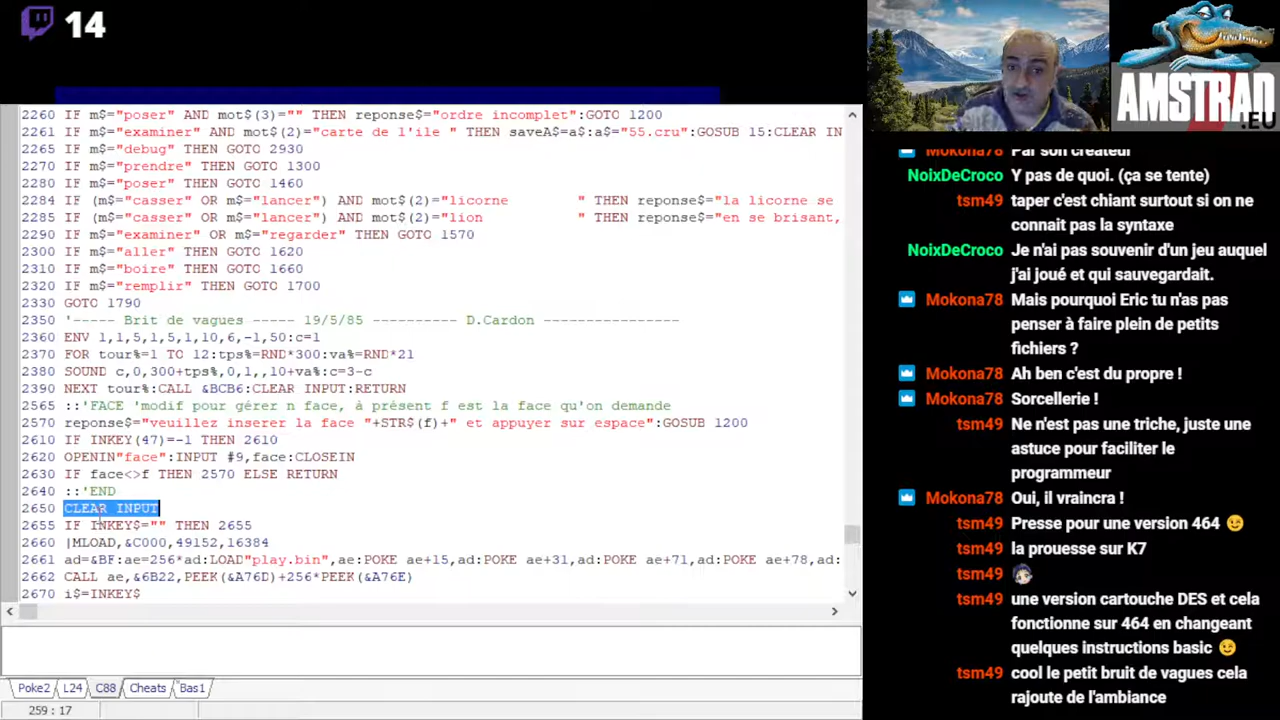 14
2260 IF m$="poser" AND mot$(3)="" THEN reponse$="ordre incomplet":GOTO 1200
2261 IF m$="examiner" AND mot$(2)="carte de l'ile " THEN saveA$=a$:a$="55.cru":GOSUB 15:CLEAR IN
2265 IF m$="debug" THEN GOTO 2930
2270 IF m$="prendre" THEN GOTO 1300
2280 IF m$="poser" THEN GOTO 1460
2284 IF (m$="casser" OR m$="lancer") AND mot$(2)="licorne        " THEN reponse$="la licorne se
2285 IF (m$="casser" OR m$="lancer") AND mot$(2)="lion           " THEN reponse$="en se brisant,
2290 IF m$="examiner" OR m$="regarder" THEN GOTO 1570
2300 IF m$="aller" THEN GOTO 1620
2310 IF m$="boire" THEN GOTO 1660
2320 IF m$="remplir" THEN GOTO 1700
2330 GOTO 1790
2350 '----- Brit de vagues ----- 19/5/85 ---------- D.Cardon ----------------
2360 ENV 1,1,5,1,5,1,10,6,-1,50:c=1
2370 FOR tour%=1 TO 12:tps%=RND*300:va%=RND*21
2380 SOUND c,0,300+tps%,0,1,,10+va%:c=3-c
2390 NEXT tour%:CALL &BCB6:CLEAR INPUT:RETURN
2565 ::'FACE 'modif pour gérer n face, à présent f est la face qu'on demande
2570 reponse$="veuillez inserer la face "+STR$(f)+" et appuyer sur espace":GOSUB 1200
2610 IF INKEY(47)=-1 THEN 2610
2620 OPENIN"face":INPUT #9,face:CLOSEIN
2630 IF face<>f THEN 2570 ELSE RETURN
2640 ::'END
2650 CLEAR INPUT
2655 IF INKEY$="" THEN 2655
2660 |MLOAD,&C000,49152,16384
2661 ad=&BF:ae=256*ad:LOAD"play.bin",ae:POKE ae+15,ad:POKE ae+31,ad:POKE ae+71,ad:POKE ae+78,ad:
2662 CALL ae,&6B22,PEEK(&A76D)+256*PEEK(&A76E)
2670 i$=INKEY$
Poke2 L24 C88 Cheats Bas1
259 : 17
AMSTRAD
.EU
Mokona78 Par son créateur
NoixDeCroco Y pas de quoi. (ça se tente)
tsm49 taper c'est chiant surtout si on ne
connait pas la syntaxe
NoixDeCroco Je n'ai pas souvenir d'un jeu auquel
j'ai joué et qui sauvegardait.
Mokona78 Mais pourquoi Eric tu n'as pas
penser à faire plein de petits
fichiers ?
Mokona78 Ah ben c'est du propre !
Mokona78 Sorcellerie !
tsm49 Ne n'est pas une triche, juste une
astuce pour faciliter le
programmeur
Mokona78 Oui, il vraincra !
tsm49 Presse pour une version 464 😉
tsm49 la prouesse sur K7
tsm49
tsm49 une version cartouche DES et cela
fonctionne sur 464 en changeant
quelques instructions basic 😉
tsm49 cool le petit bruit de vagues cela
rajoute de l'ambiance